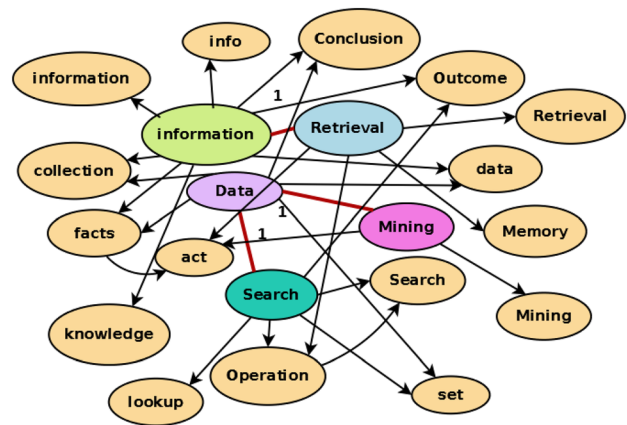 info
Conclusion
information
Outcome
1
Retrieval
information
Retrieval
collection
data
Data
1
Mining
Memory
facts
1
act
Search
Search
Mining
knowledge
Operation
lookup
set